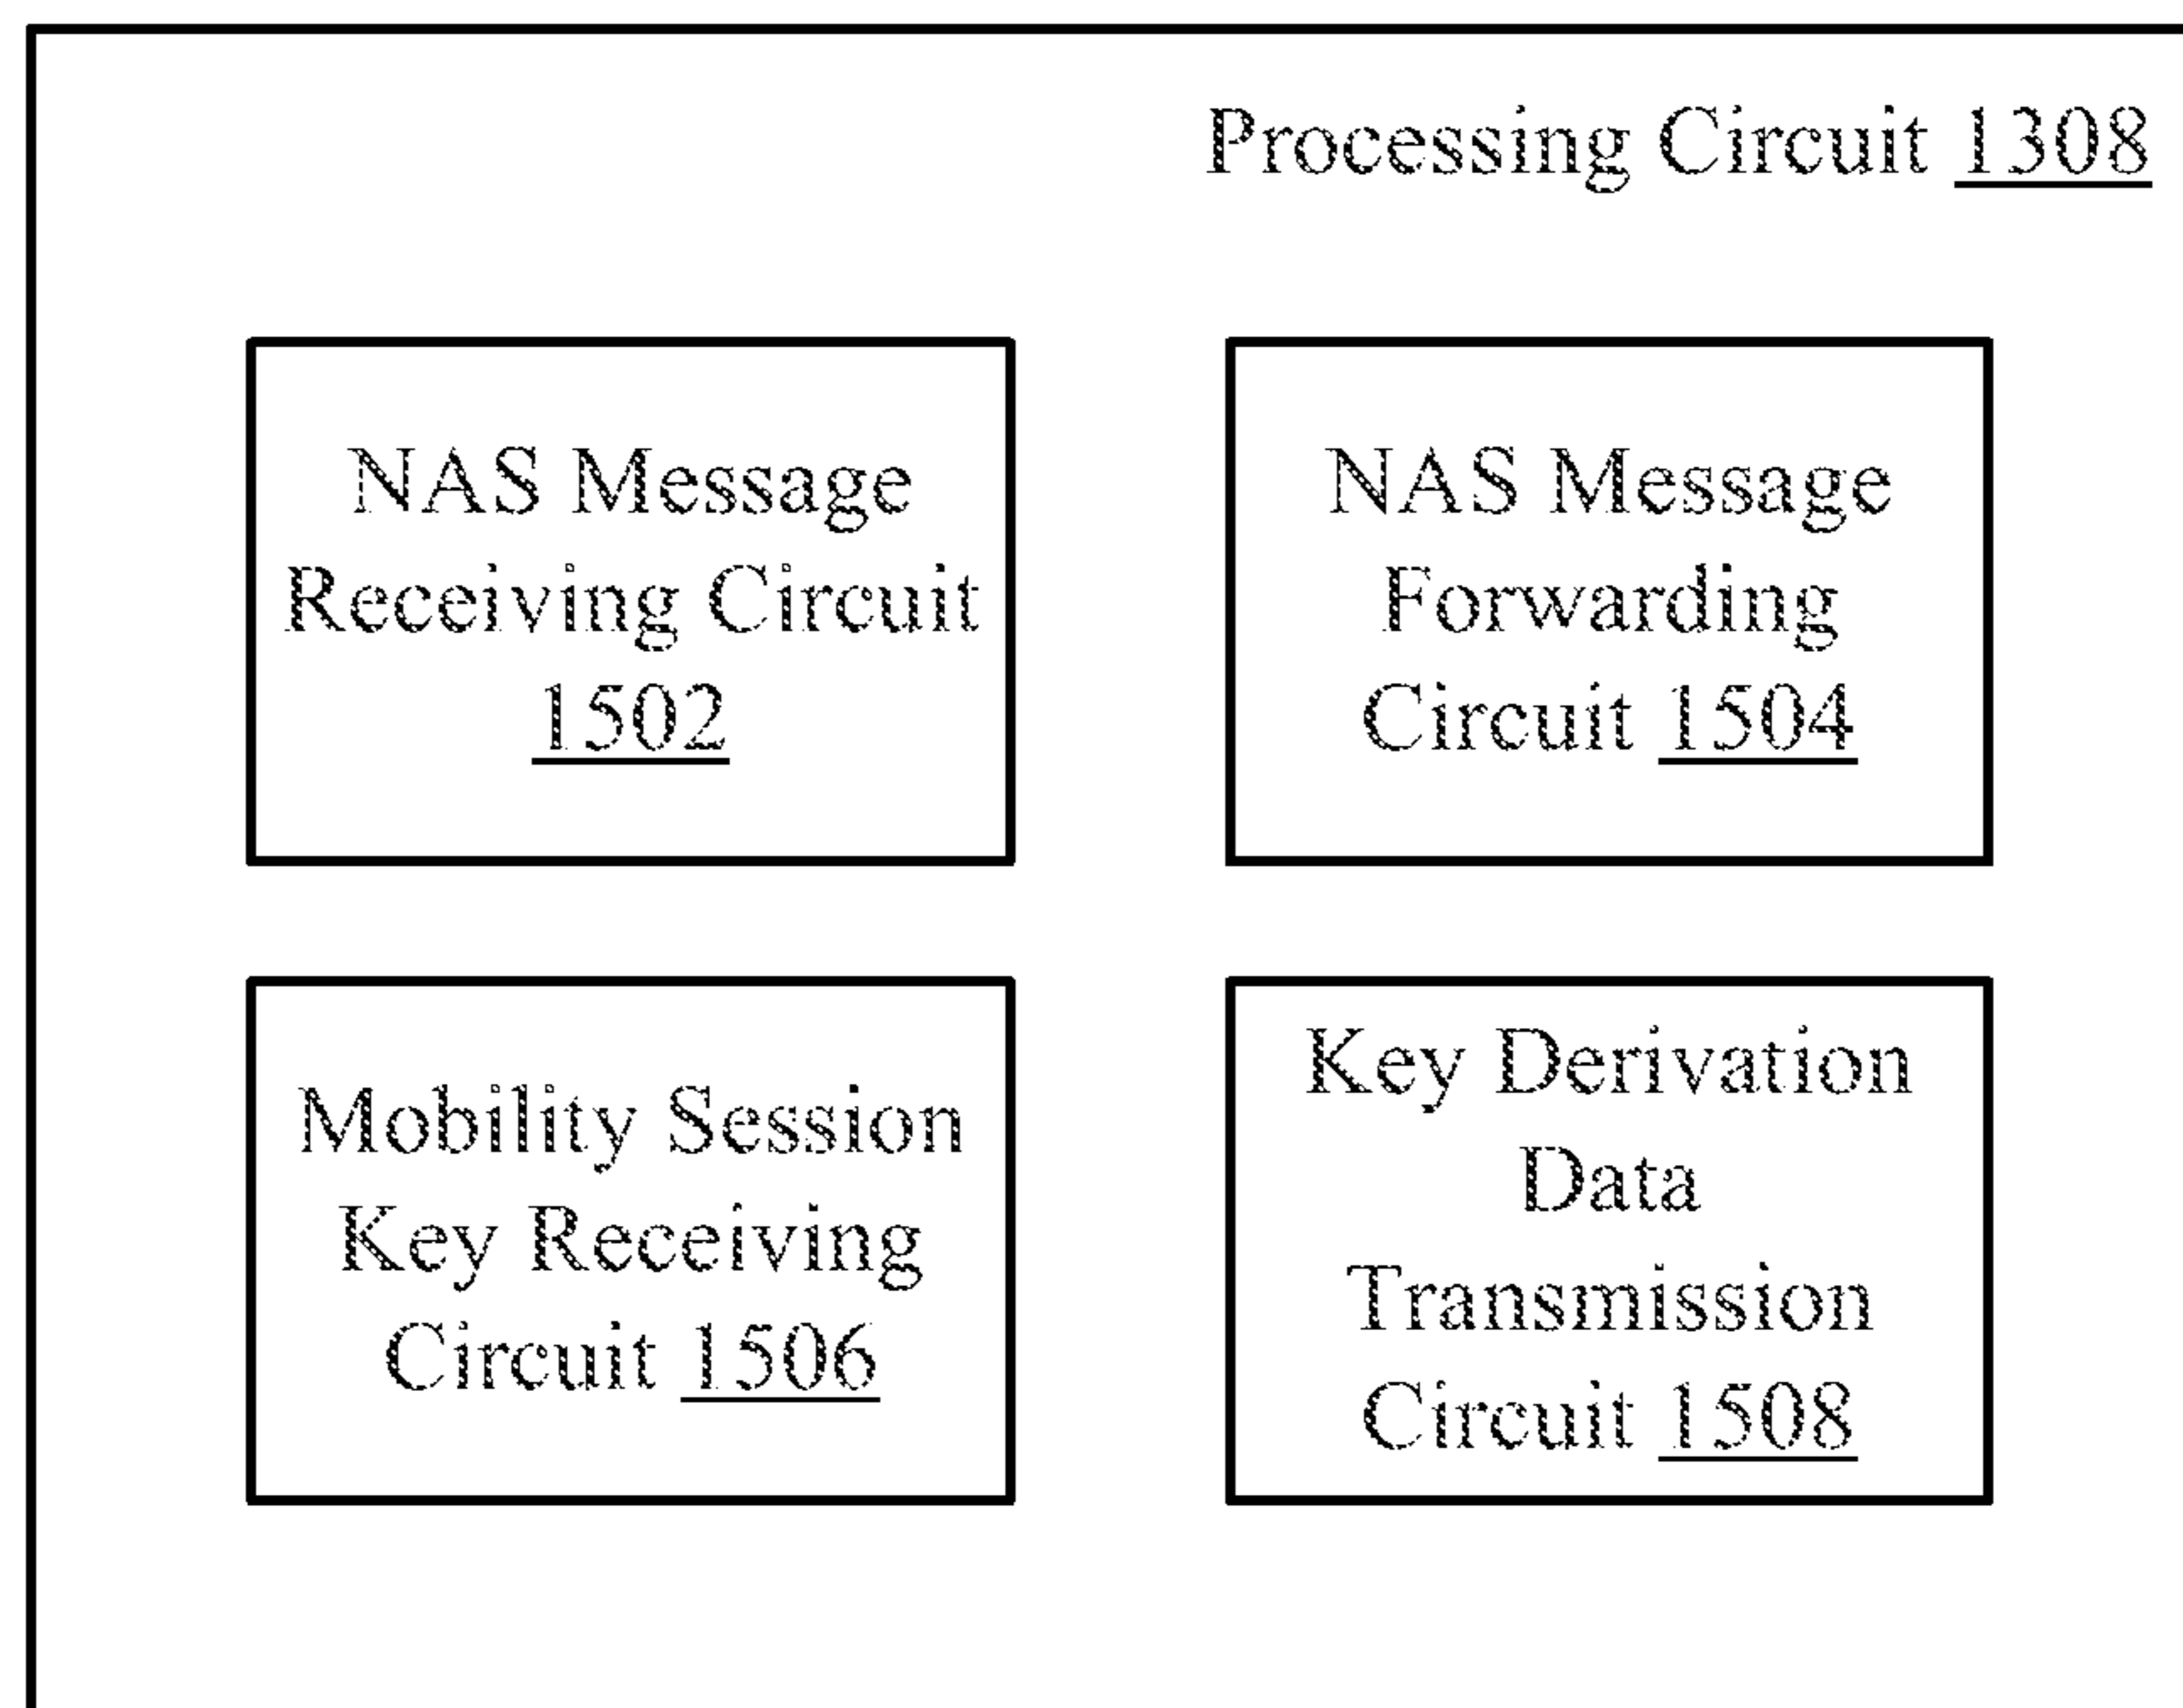 Processing Circuit 1308
NAS Message
Receiving Circuit
1502
NAS Message
Forwarding
Circuit 1504
Mobility Session
Key Receiving
Circuit 1506
Key Derivation
Data
Transmission
Circuit 1508